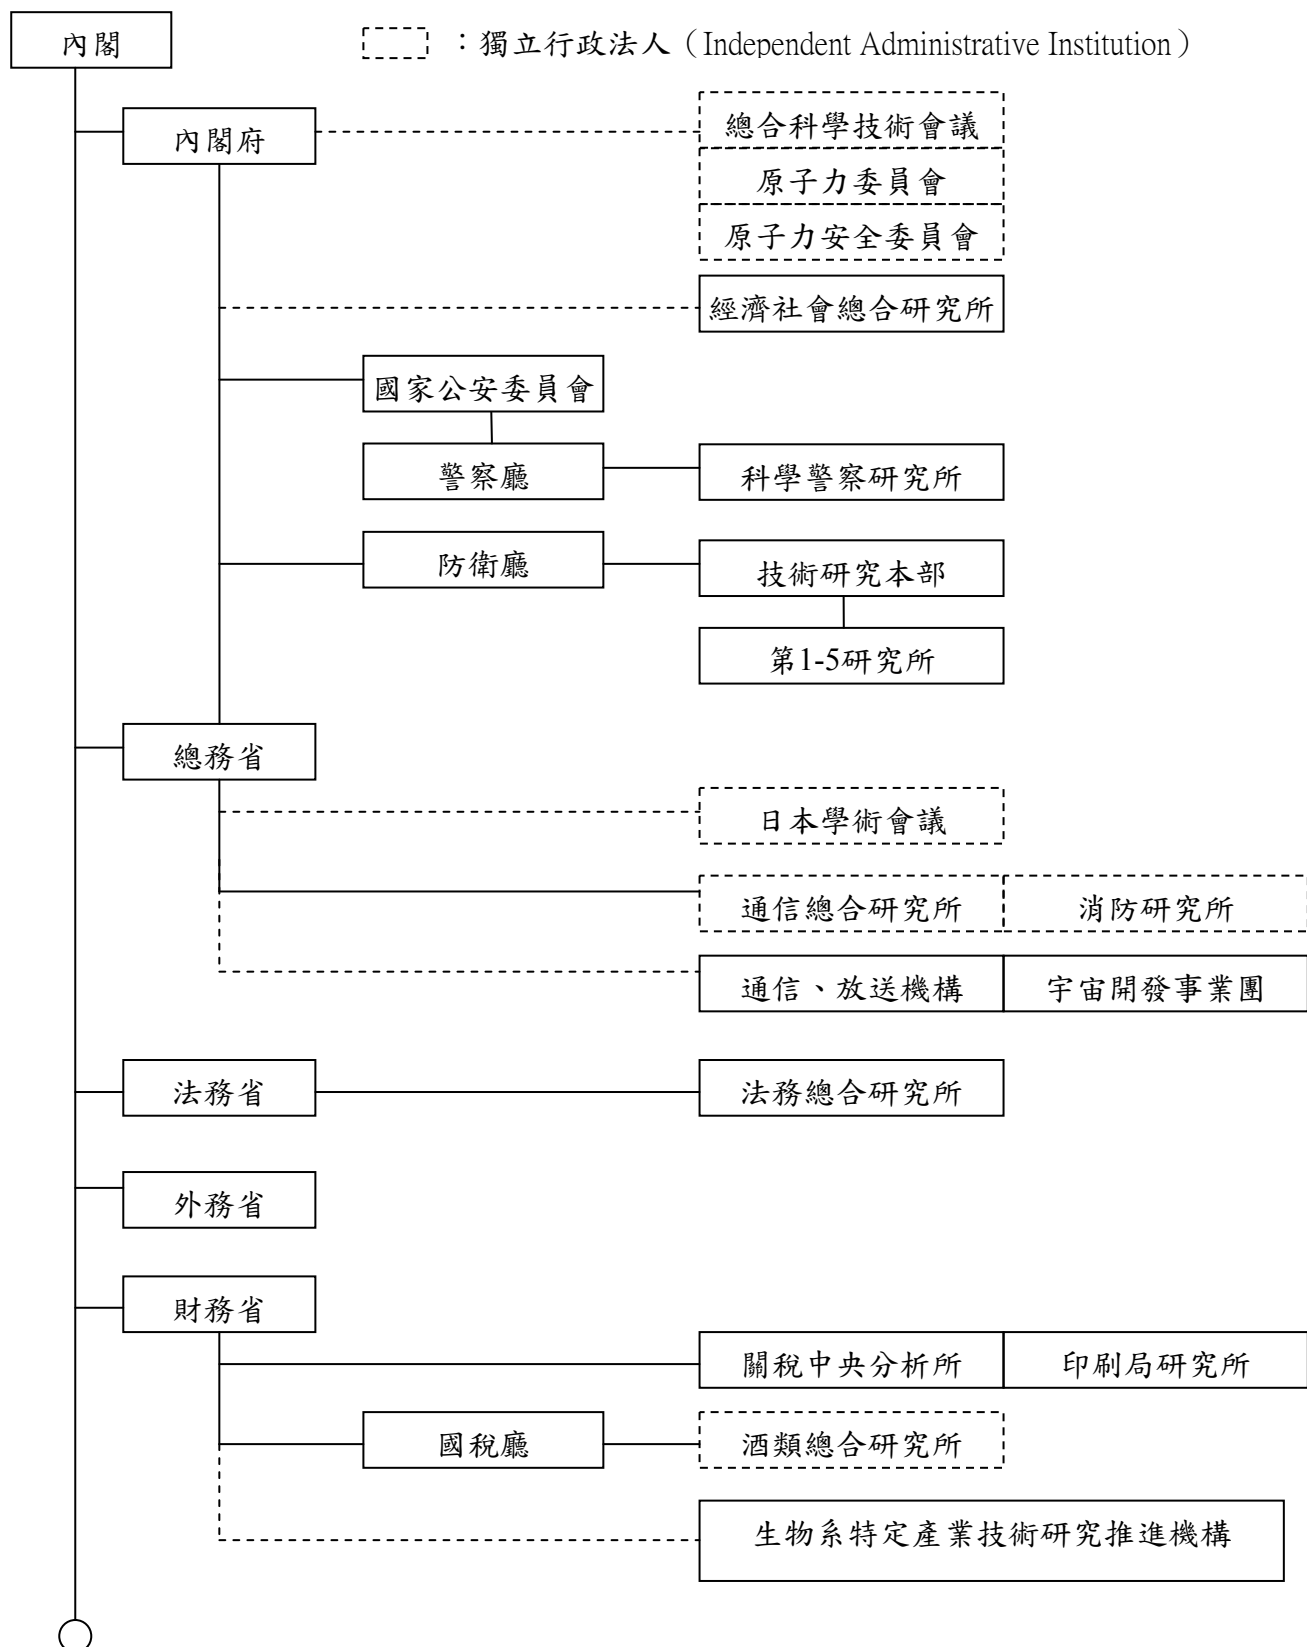 內閣
：獨立行政法人（Independent Administrative Institution）
內閣府
總合科學技術會議
原子力委員會
原子力安全委員會
經濟社會總合研究所
國家公安委員會
警察廳
科學警察研究所
防衛廳
技術研究本部
第1-5研究所
總務省
日本學術會議
通信總合研究所
消防研究所
通信、放送機構
宇宙開發事業團
法務省
法務總合研究所
外務省
財務省
關稅中央分析所
印刷局研究所
國稅廳
酒類總合研究所
生物系特定產業技術研究推進機構